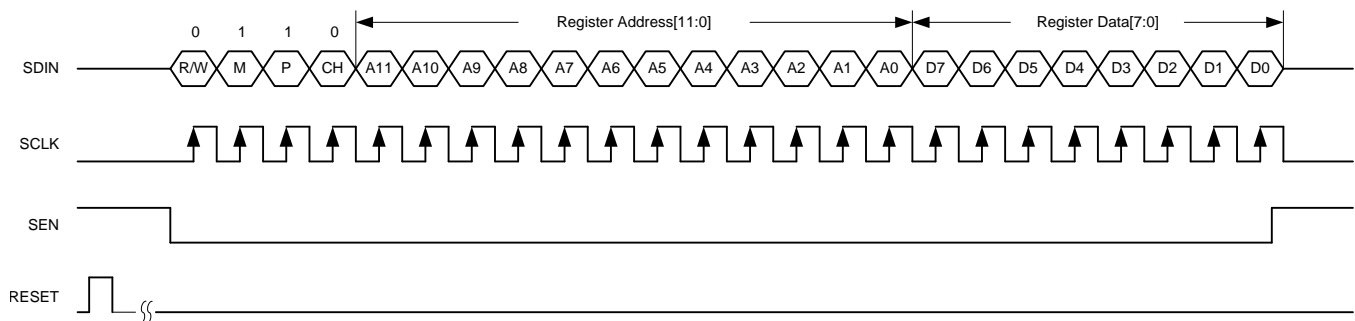 0 1 1 0 Register Address[11:0] Register Data[7:0]
SDIN R/W M P CH A11 A10 A9 A8 A7 A6 A5 A4 A3 A2 A1 A0 D7 D6 D5 D4 D3 D2 D1 D0
SCLK
SEN
RESET